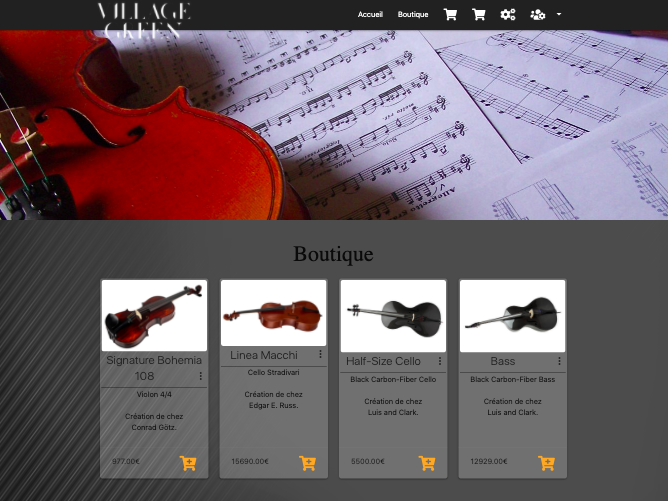 VILLAGE
GREEN
Accueil
Boutique
Boutique
Signature Bohemia
108
Violon 4/4
Création de chez
Conrad Götz.
977.00€
Linea Macchi
Cello Stradivari
Création de chez
Edgar E. Russ.
15690.00€
Half-Size Cello
Black Carbon-Fiber Cello
Création de chez
Luis and Clark.
5500.00€
Bass
Black Carbon-Fiber Bass
Création de chez
Luis and Clark.
12929.00€